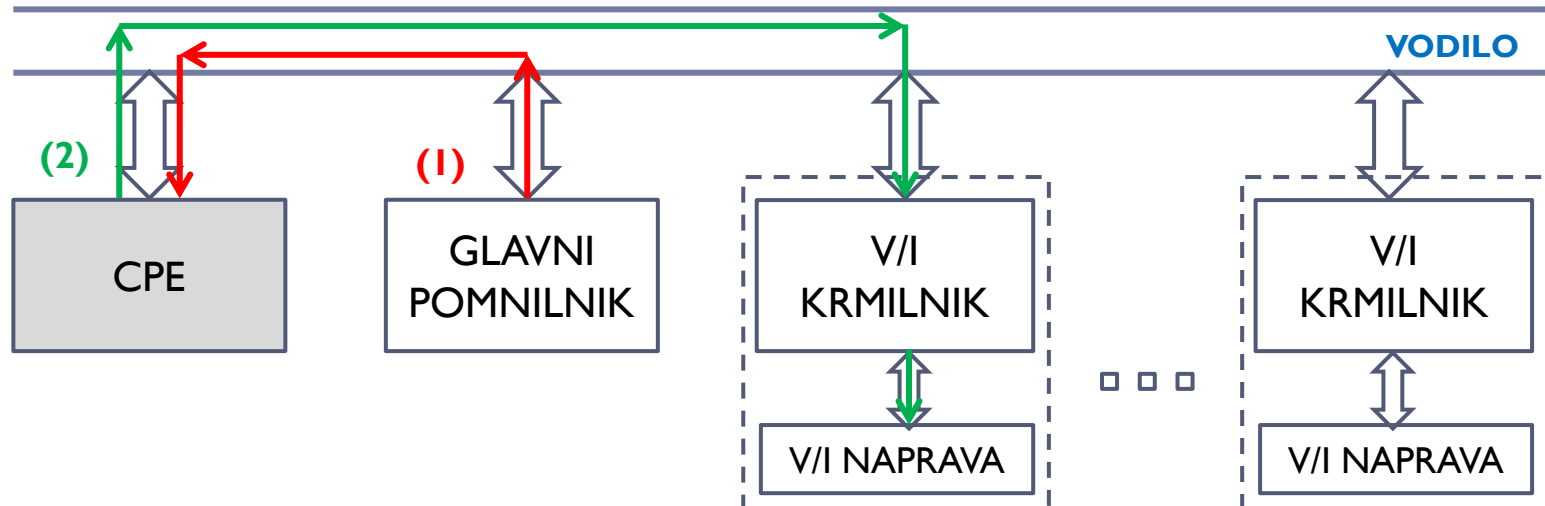 VODILO
(2)
(1)
CPE
GLAVNI
POMNILNIK
V/I
KRMILNIK
V/I
KRMILNIK
V/I NAPRAVA
V/I NAPRAVA